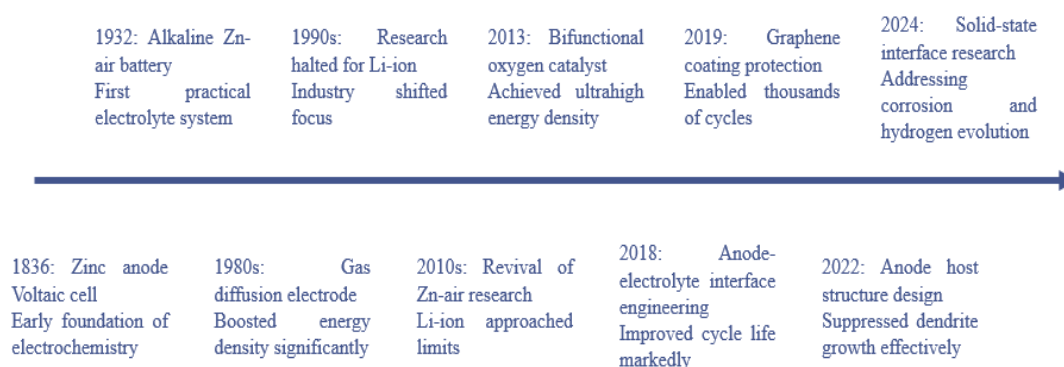 1932: Alkaline Zn-
air battery
First practical
electrolyte system
1990s: Research
halted for Li-ion
Industry shifted
focus
2013: Bifunctional
oxygen catalyst
Achieved ultrahigh
energy density
2019: Graphene
coating protection
Enabled thousands
of cycles
2024: Solid-state
interface research
Addressing
corrosion and
hydrogen evolution
1836: Zinc anode
Voltaic cell
Early foundation of
electrochemistry
1980s: Gas
diffusion electrode
Boosted energy
density significantly
2010s: Revival of
Zn-air research
Li-ion approached
limits
2018: Anode-
electrolyte interface
engineering
Improved cycle life
markedly
2022: Anode host
structure design
Suppressed dendrite
growth effectively